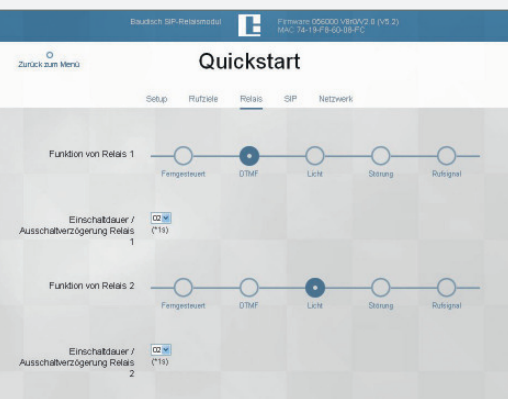 Baudisch SIP-Relaismodul
Firmware 056000 V8r0/V2.0 (V5.2)
MAC 74-19-F8-60-08-FC
Zurück zum Menü
Quickstart
Setup Rufziele Relais SIP Netzwerk
Funktion von Relais 1
Ferngesteuert DTMF Licht Störung Rufsignal
Einschaltdauer /
Ausschaltverzögerung Relais
1
02
(*1s)
Funktion von Relais 2
Ferngesteuert DTMF Licht Störung Rufsignal
Einschaltdauer /
Ausschaltverzögerung Relais
2
02
(*1s)